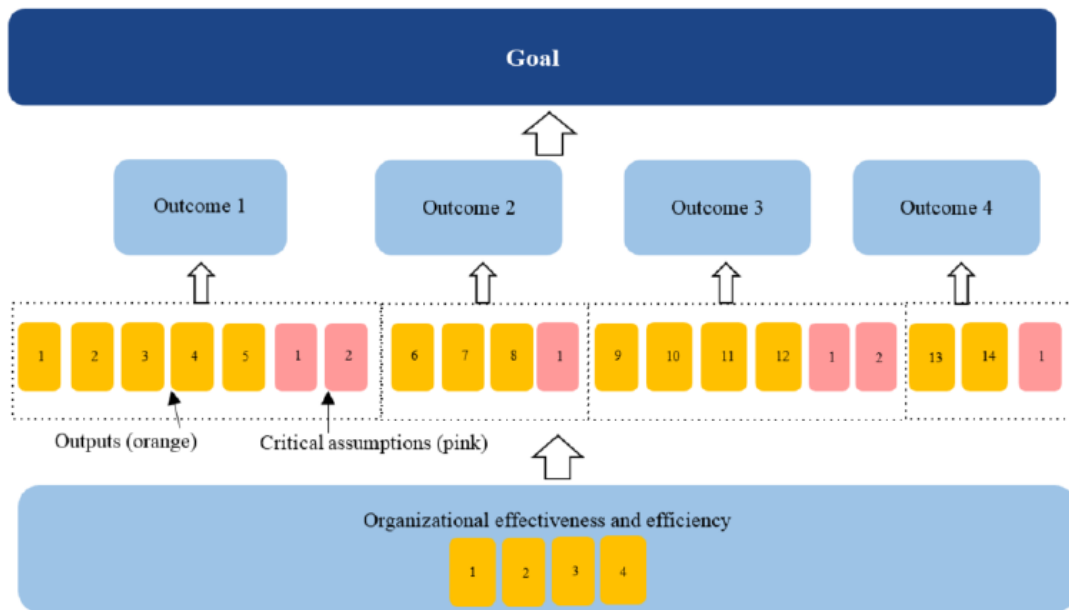 Goal
Outcome 1
Outcome 2
Outcome 3
Outcome 4
1 2 3 4 5 1 2 6 7 8 1 9 10 11 12 1 2 13 14 1
Outputs (orange)
Critical assumptions (pink)
Organizational effectiveness and efficiency
1 2 3 4